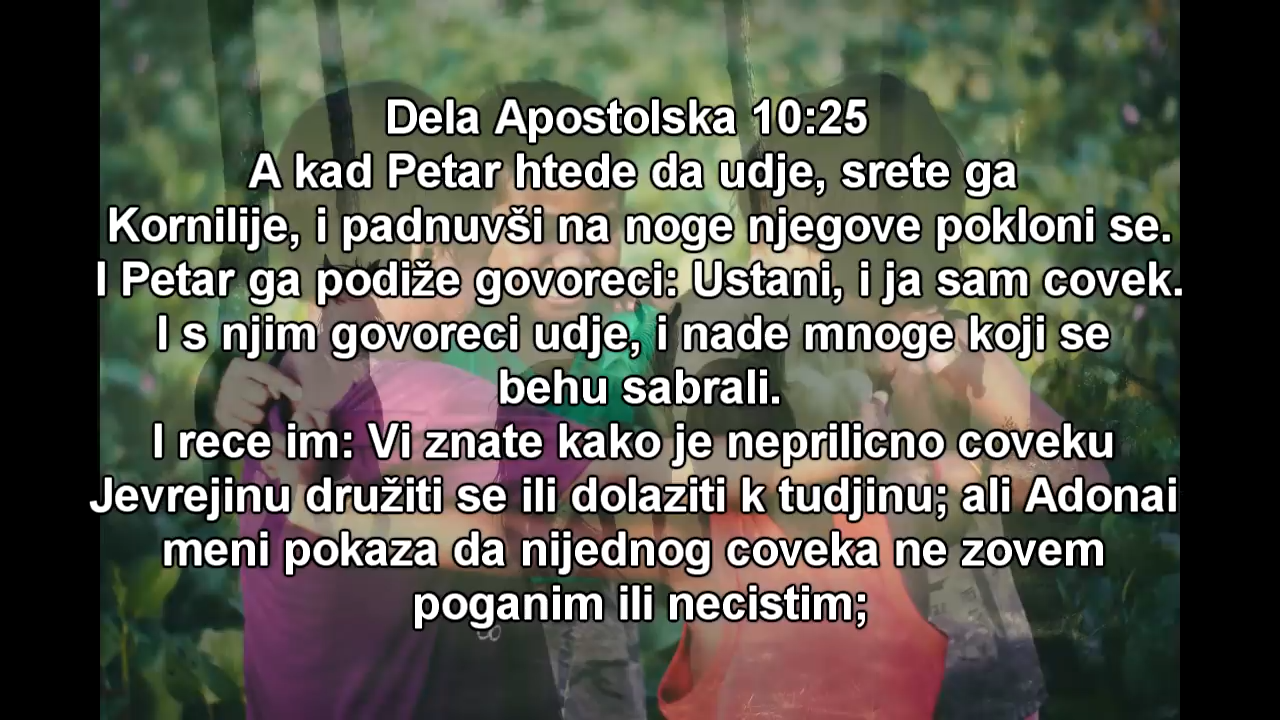 Dela Apostolska 10:25
A kad Petar htede da udje, srete ga
Kornilije, i padnuvši na noge njegove pokloni se.
I Petar ga podiže govoreci: Ustani, i ja sam covek.
I s njim govoreci udje, i nade mnoge koji se
behu sabrali.
I rece im: Vi znate kako je neprilicno coveku
Jevrejinu družiti se ili dolaziti k tudjinu; ali Adonai
meni pokaza da nijednog coveka ne zovem
poganim ili necistim;